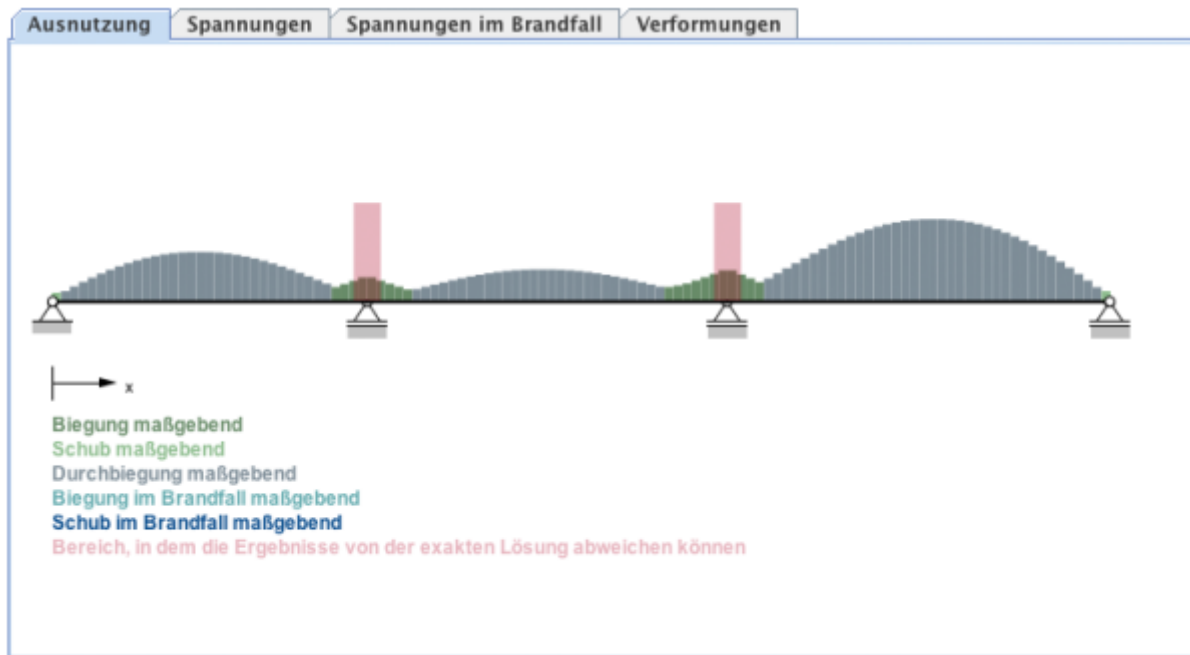 Ausnutzung Spannungen Spannungen im Brandfall Verformungen
x
Biegung maßgebend
Schub maßgebend
Durchbiegung maßgebend
Biegung im Brandfall maßgebend
Schub im Brandfall maßgebend
Bereich, in dem die Ergebnisse von der exakten Lösung abweichen können